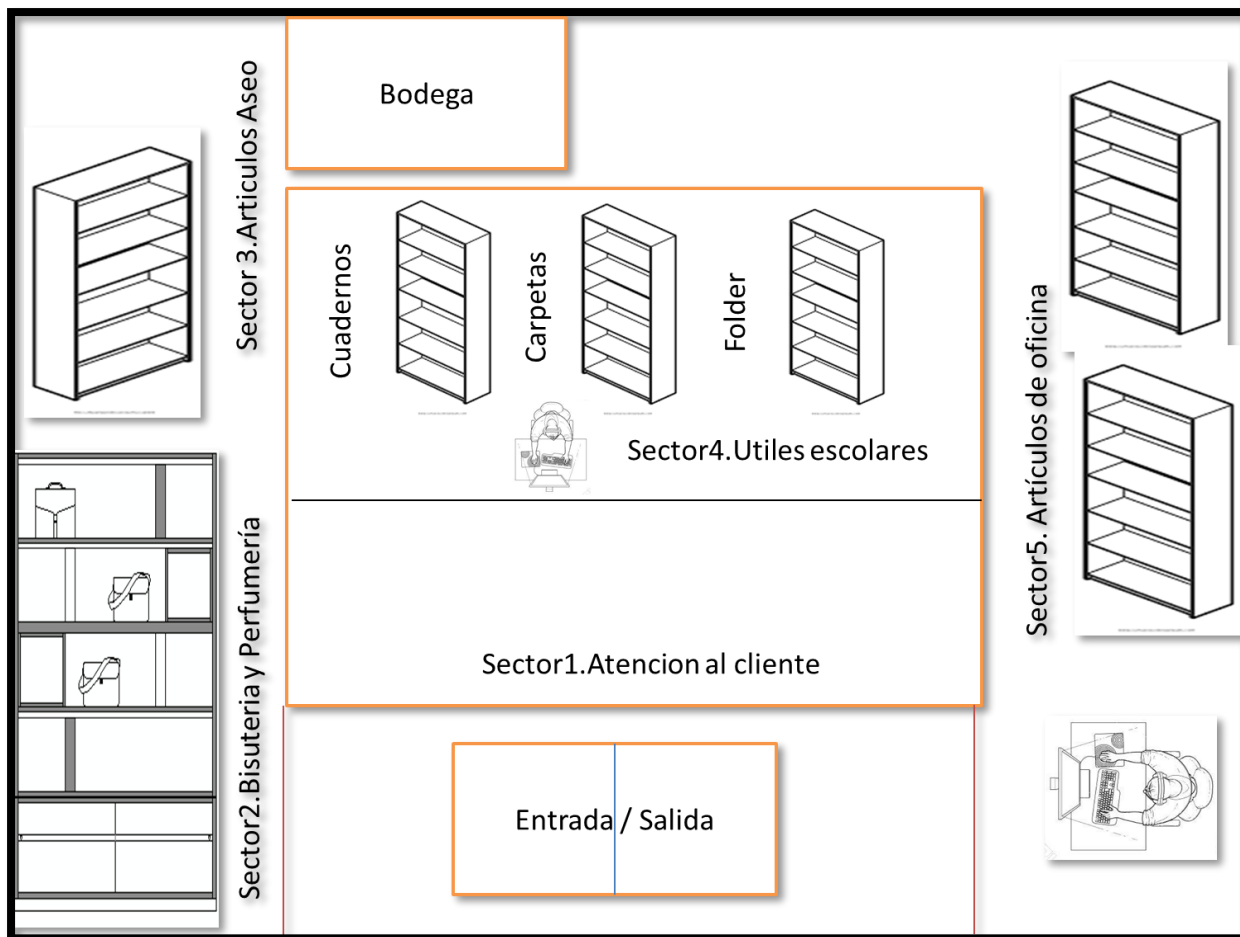 Bodega
Sector 3.Articulos Aseo
Cuadernos
Carpetas
Folder
Sector4.Utiles escolares
Sector5. Artículos de oficina
Sector2.Bisuteria y Perfumería
Sector1.Atencion al cliente
Entrada / Salida